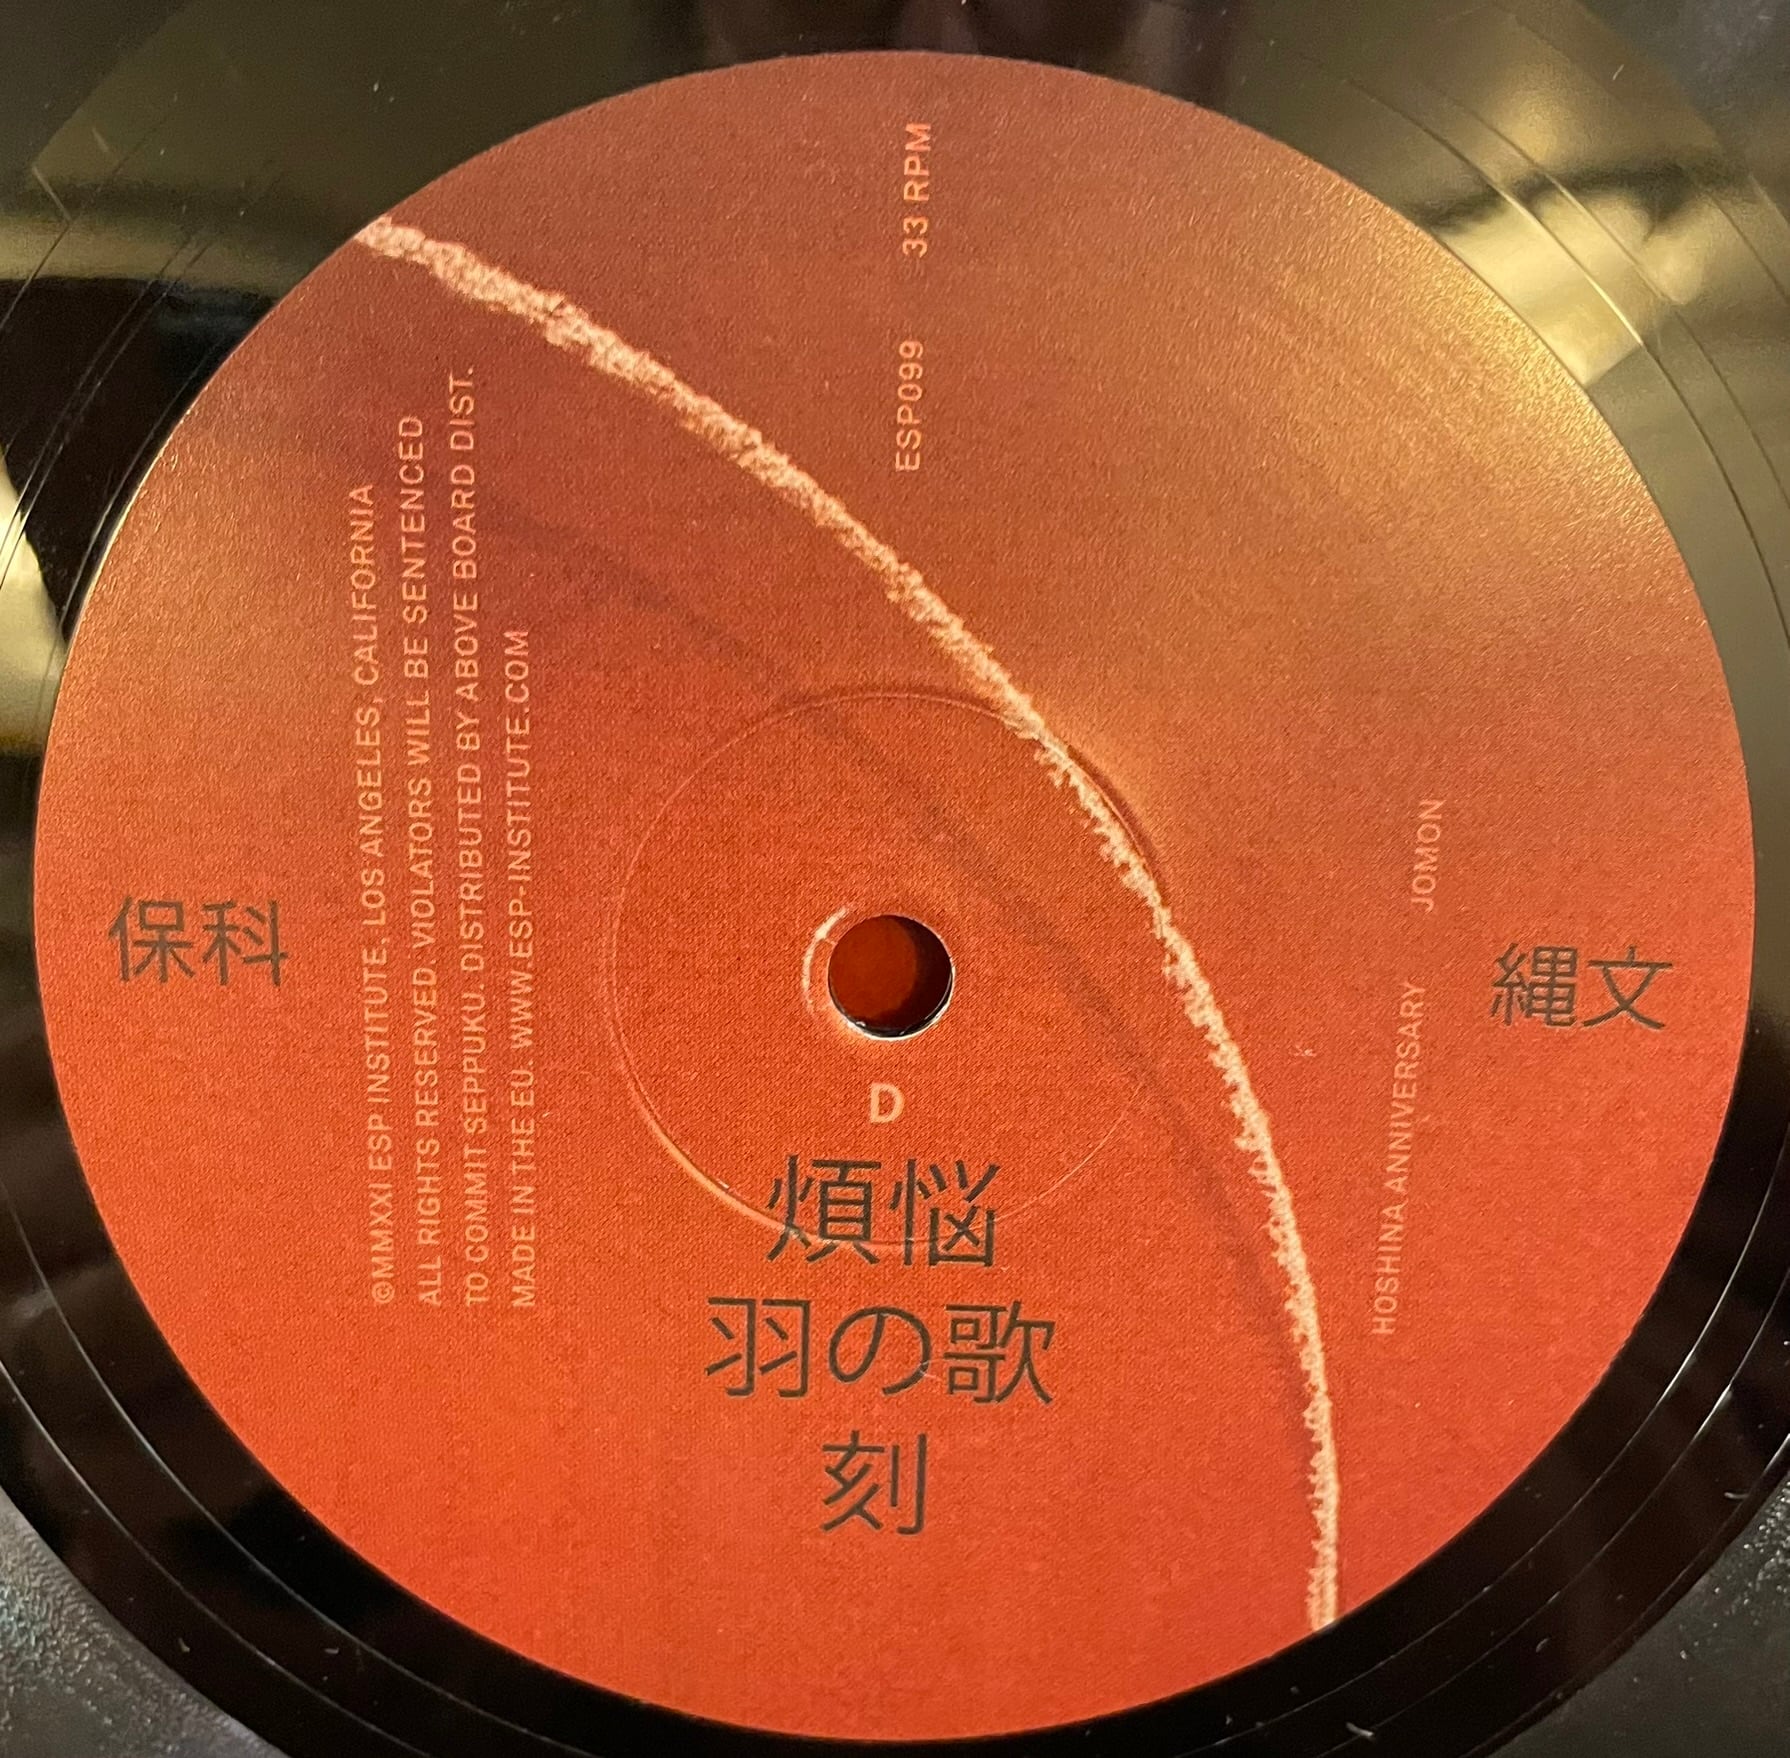 保科
©MMXXI ESP INSTITUTE, LOS ANGELES, CALIFORNIA
ALL RIGHTS RESERVED. VIOLATORS WILL BE SENTENCED
TO COMMIT SEPPUKU. DISTRIBUTED BY ABOVE BOARD DIST.
MADE IN THE EU. WWW.ESP-INSTITUTE.COM
ESP099 33 RPM
D
煩悩
羽の歌
刻
HOSHINA ANNIVERSARY JOMON
縄文